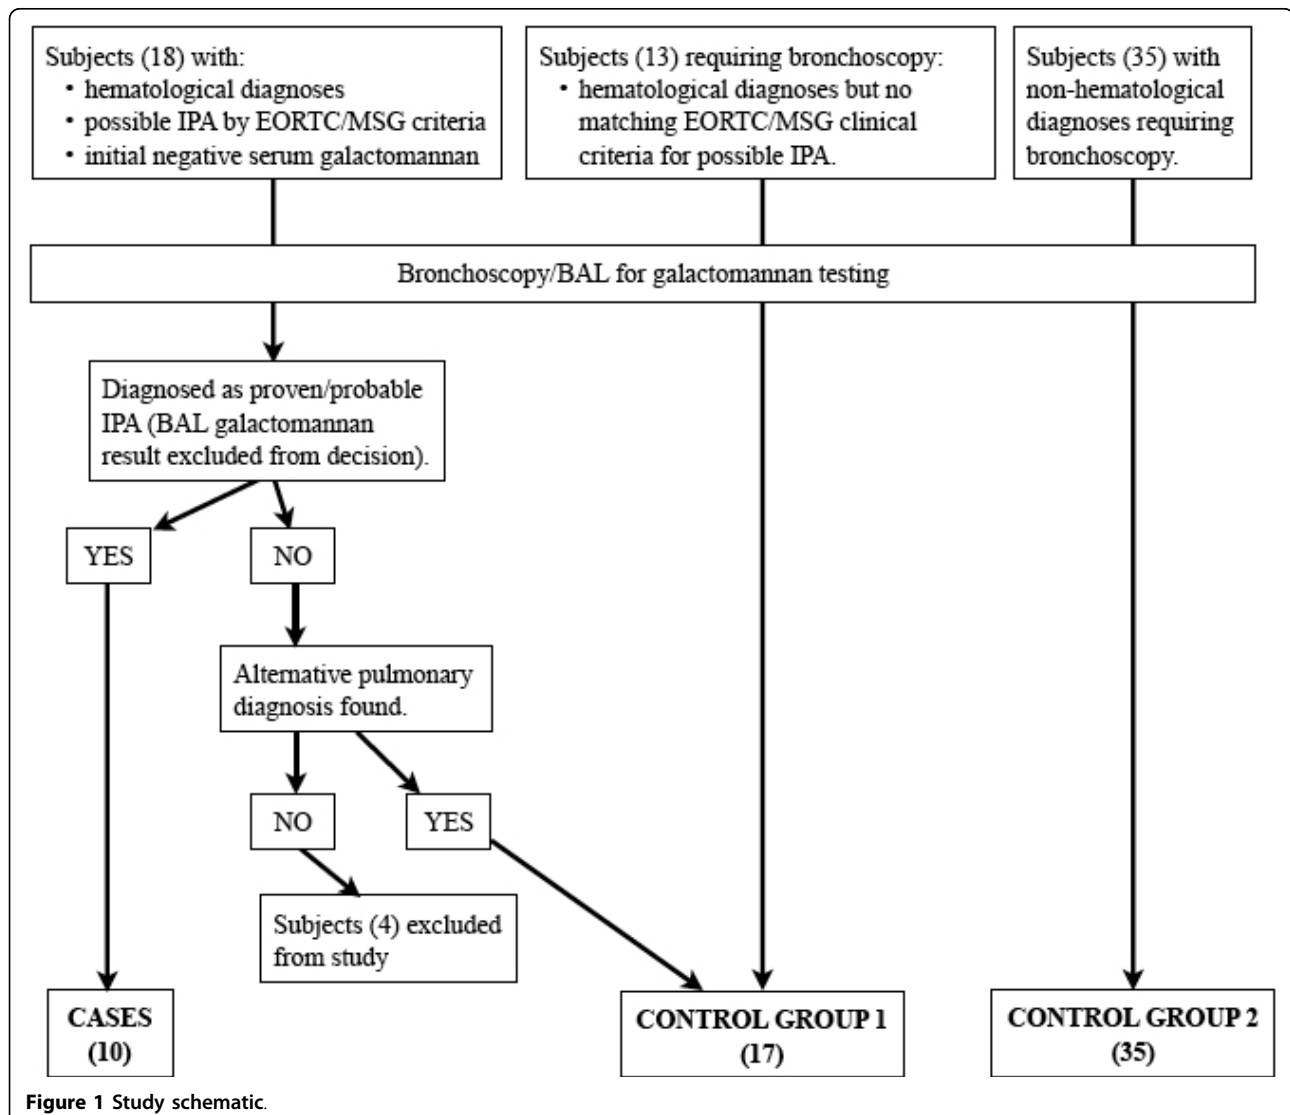 Subjects (18) with:
• hematological diagnoses
• possible IPA by EORTC/MSG criteria
• initial negative serum galactomannan
Subjects (13) requiring bronchoscopy:
• hematological diagnoses but no
matching EORTC/MSG clinical
criteria for possible IPA.
Subjects (35) with
non-hematological
diagnoses requiring
bronchoscopy.
Bronchoscopy/BAL for galactomannan testing
Diagnosed as proven/probable
IPA (BAL galactomannan
result excluded from decision).
YES
NO
Alternative pulmonary
diagnosis found.
NO
YES
Subjects (4) excluded
from study
CASES
(10)
CONTROL GROUP 1
(17)
CONTROL GROUP 2
(35)
Figure 1 Study schematic.